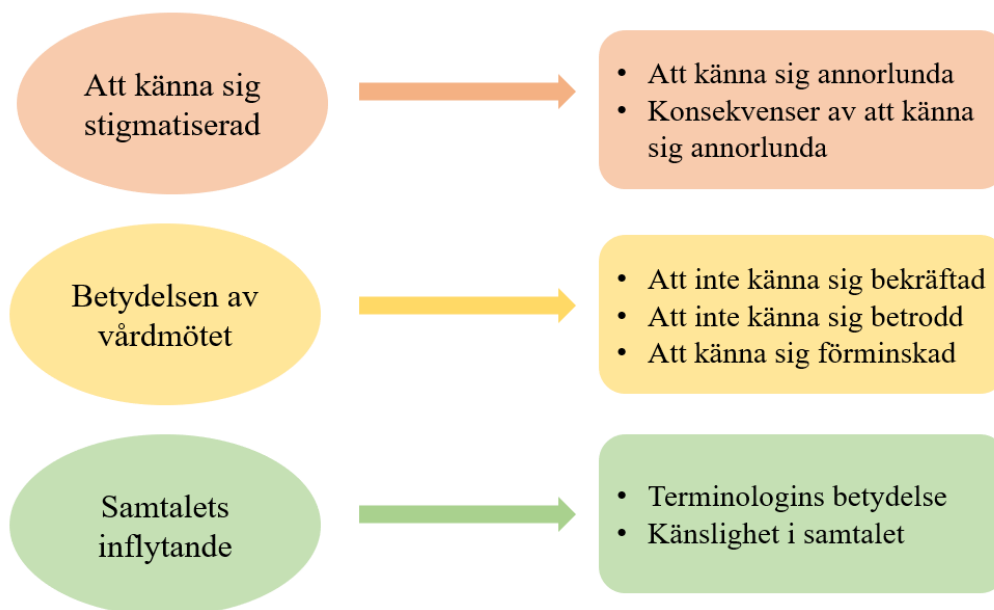 Att känna sig
stigmatiserad
• Att känna sig annorlunda
• Konsekvenser av att känna
sig annorlunda
Betydelsen av
vårdmötet
• Att inte känna sig bekräftad
• Att inte känna sig betrodd
• Att känna sig förminskad
Samtalets
inflytande
• Terminologins betydelse
• Känslighet i samtalet